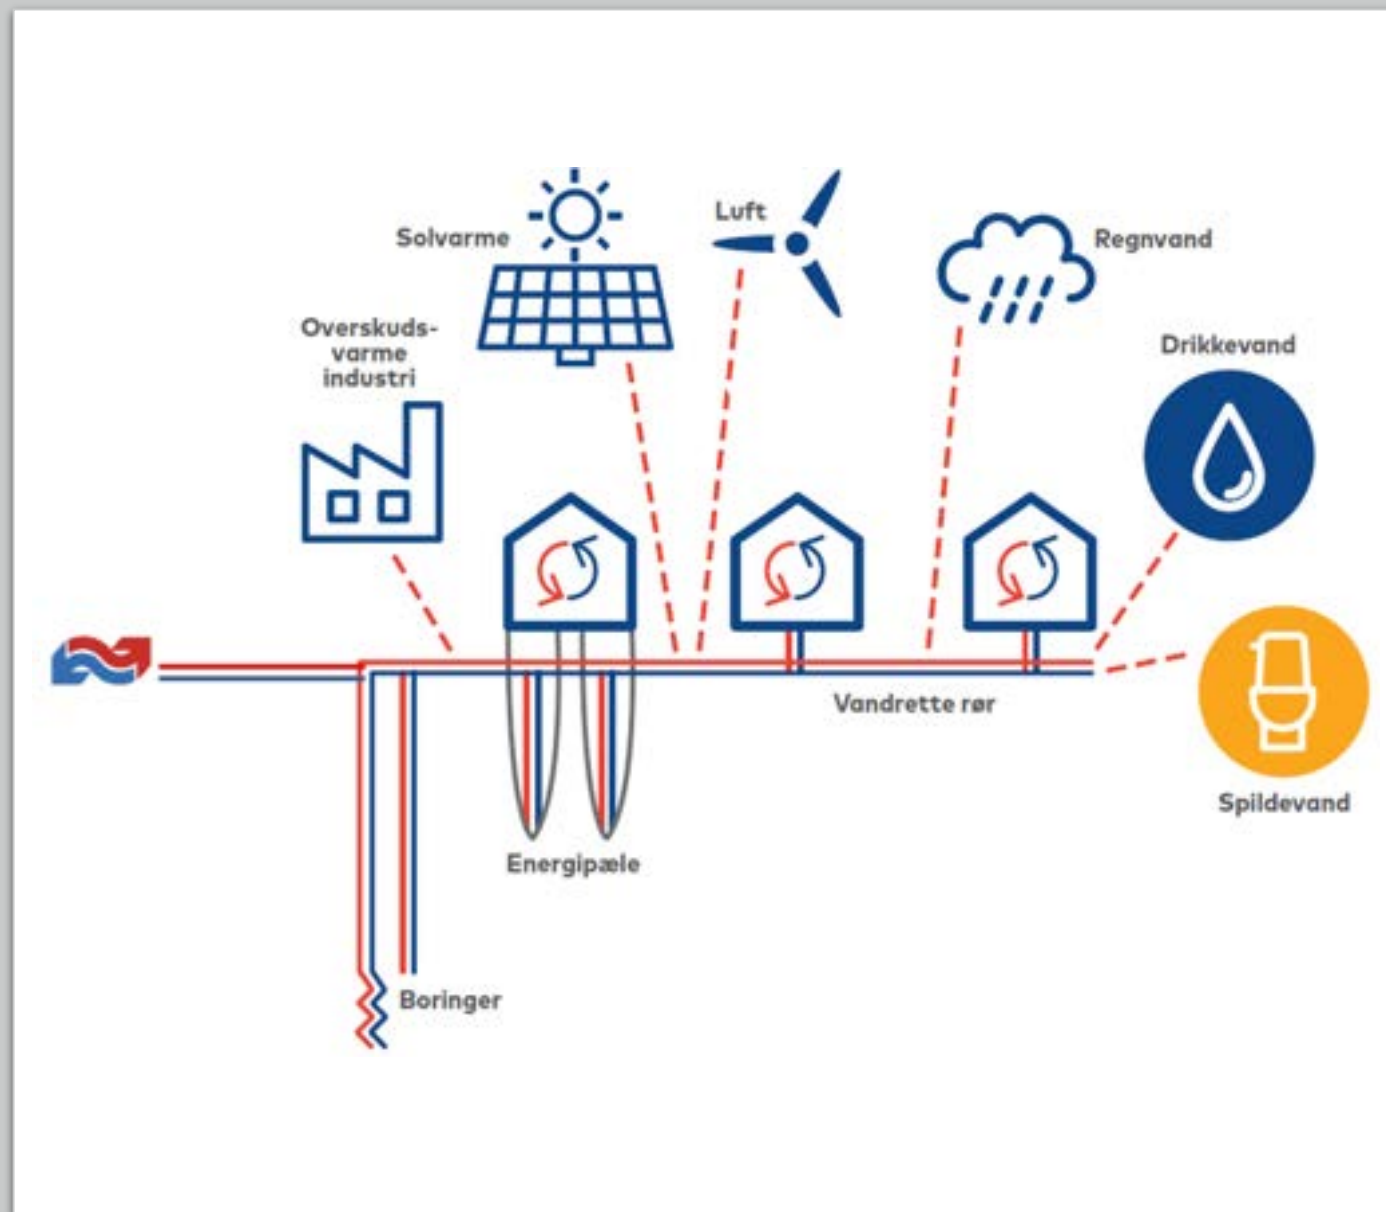 Luft
Solvarme
Regnvand
Overskuds-
varme
industri
Drikkevand
Vandrette rør
Spildevand
Energipæle
Boringer